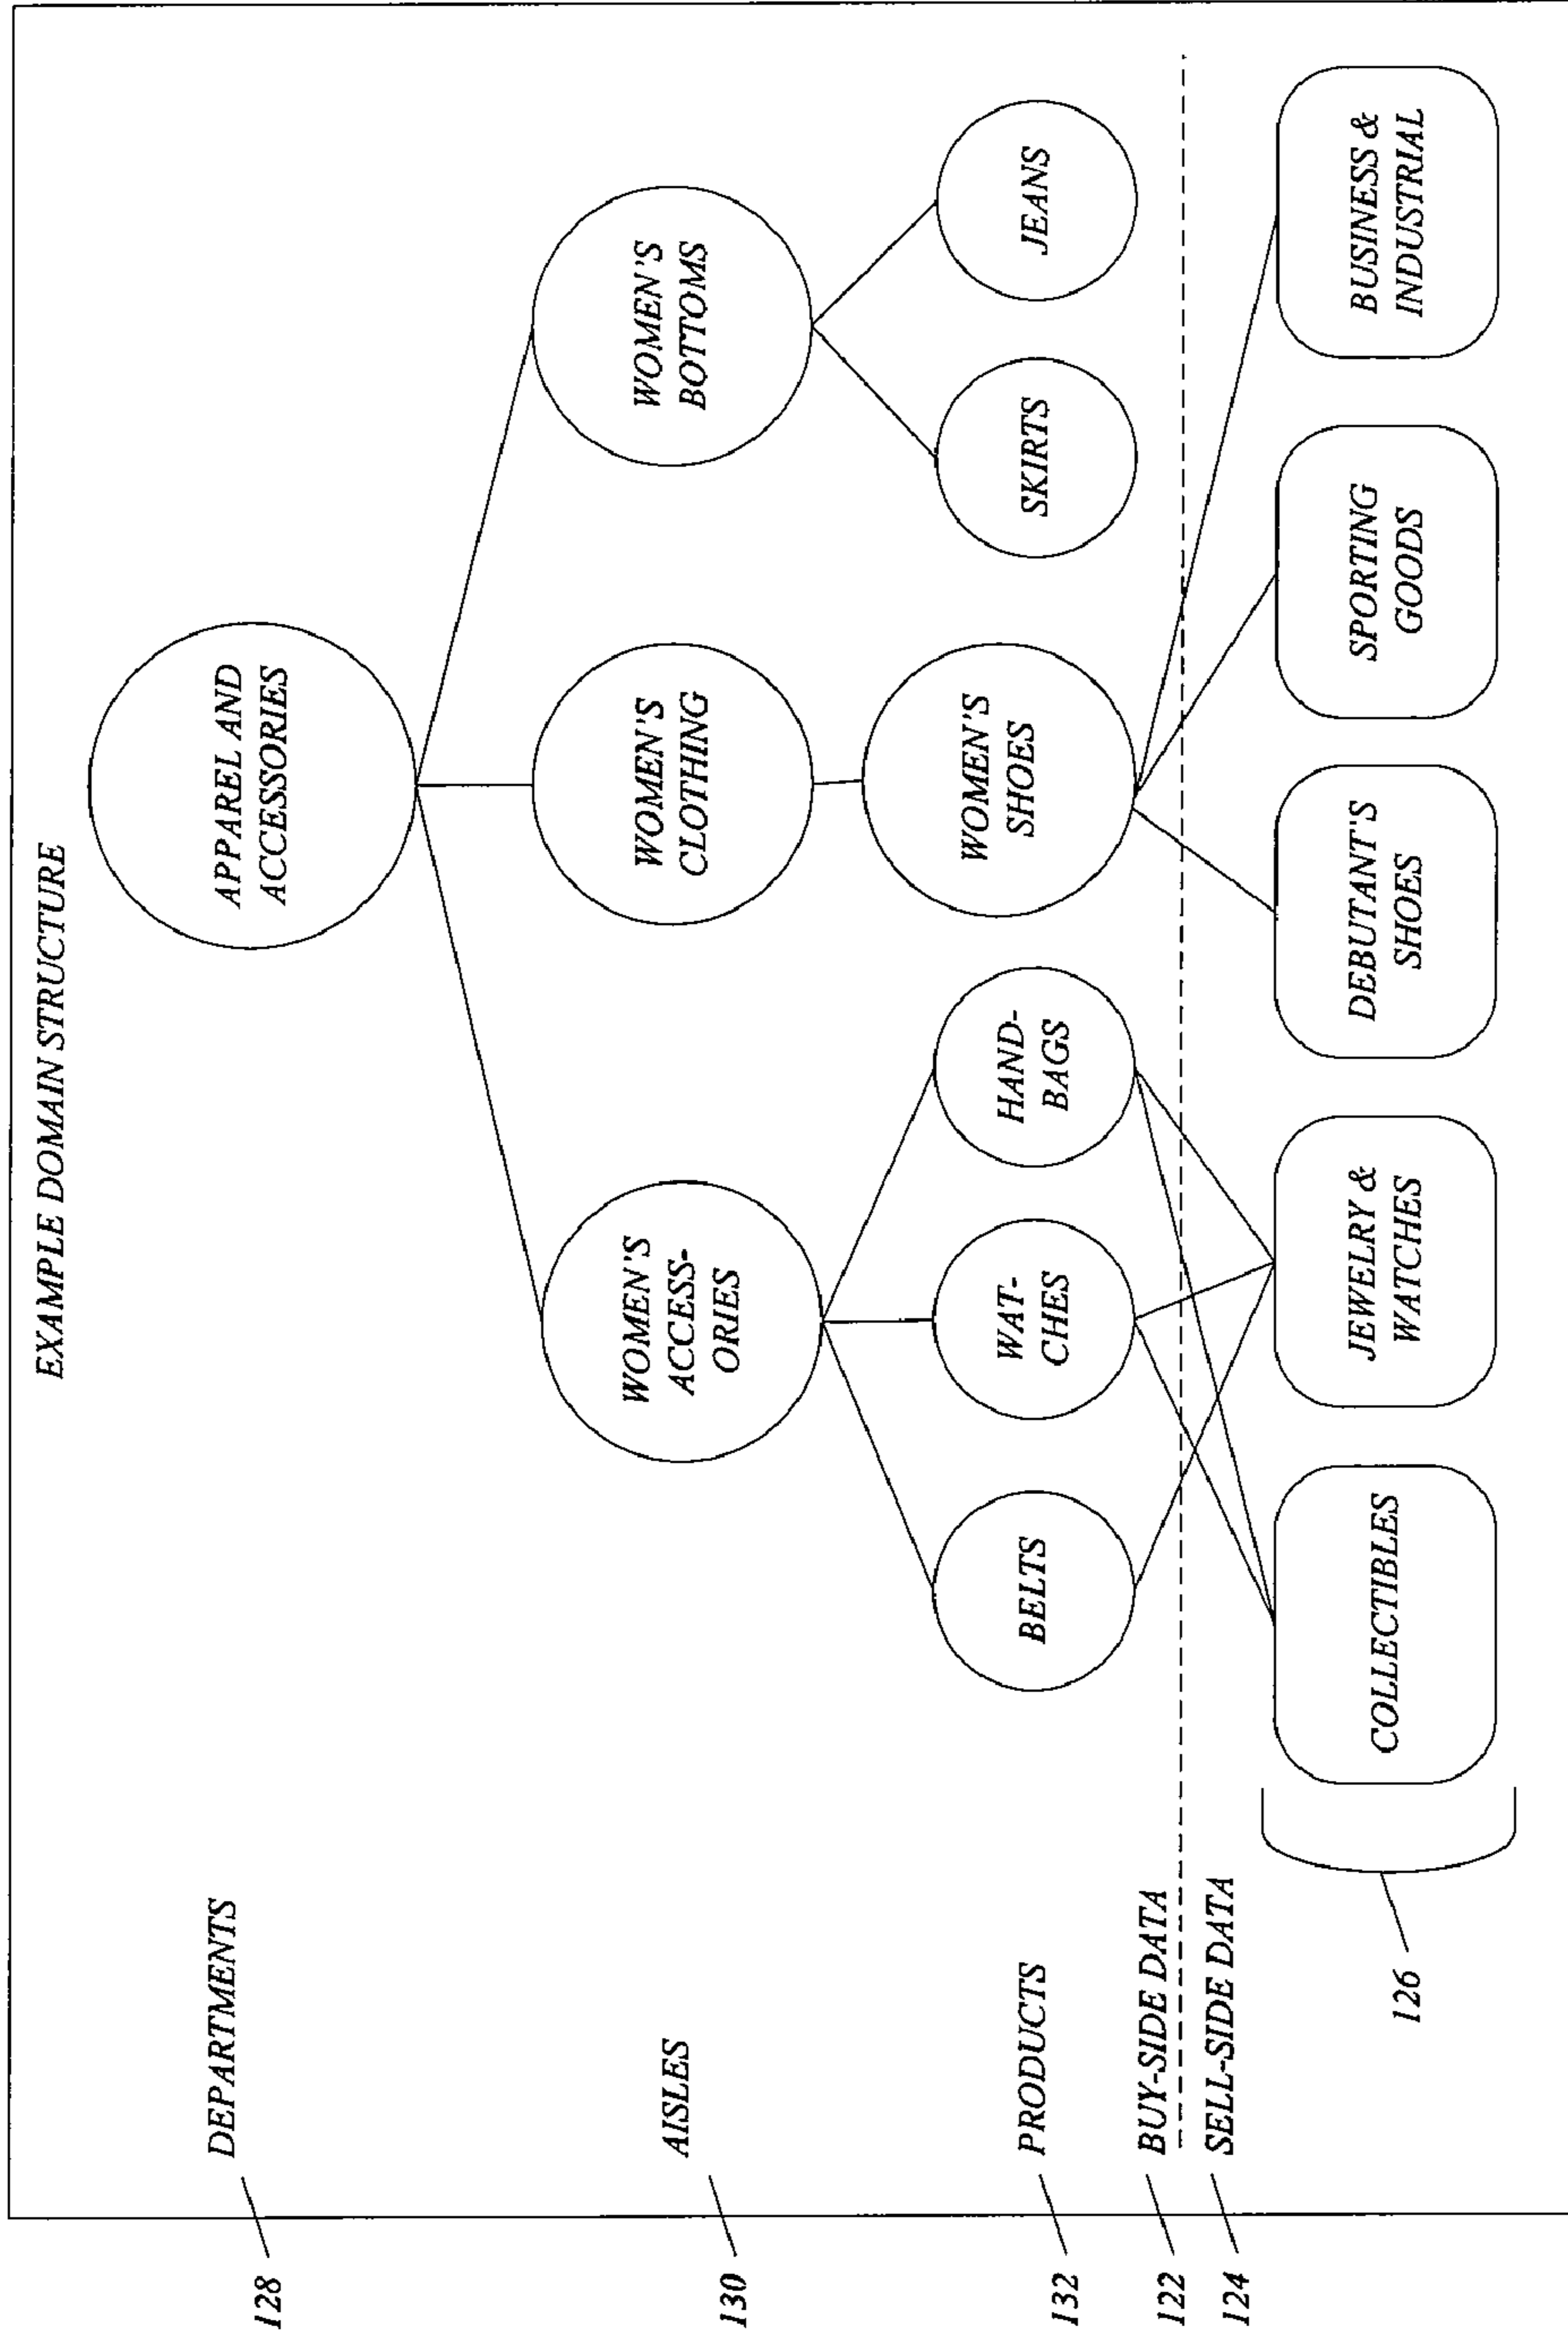 EXAMPLE DOMAIN STRUCTURE
128
DEPARTMENTS
APPAREL AND
ACCESSORIES
130
AISLES
WOMEN'S
ACCESS-
ORIES
WOMEN'S
CLOTHING
WOMEN'S
BOTTOMS
132
PRODUCTS
BELTS
WAT-
CHES
HAND-
BAGS
WOMEN'S
SHOES
SKIRTS
JEANS
122
BUY-SIDE DATA
124
SELL-SIDE DATA
126
COLLECTIBLES
JEWELRY &
WATCHES
DEBUTANT'S
SHOES
SPORTING
GOODS
BUSINESS &
INDUSTRIAL